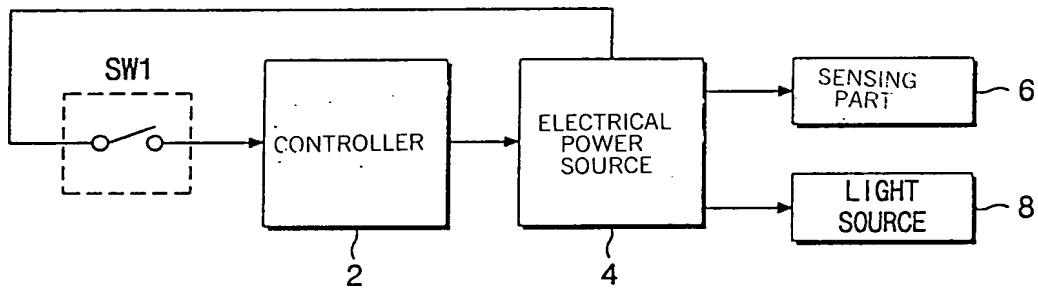 SW1
CONTROLLER
ELECTRICAL
POWER
SOURCE
SENSING
PART
6
LIGHT
SOURCE
8
2
4